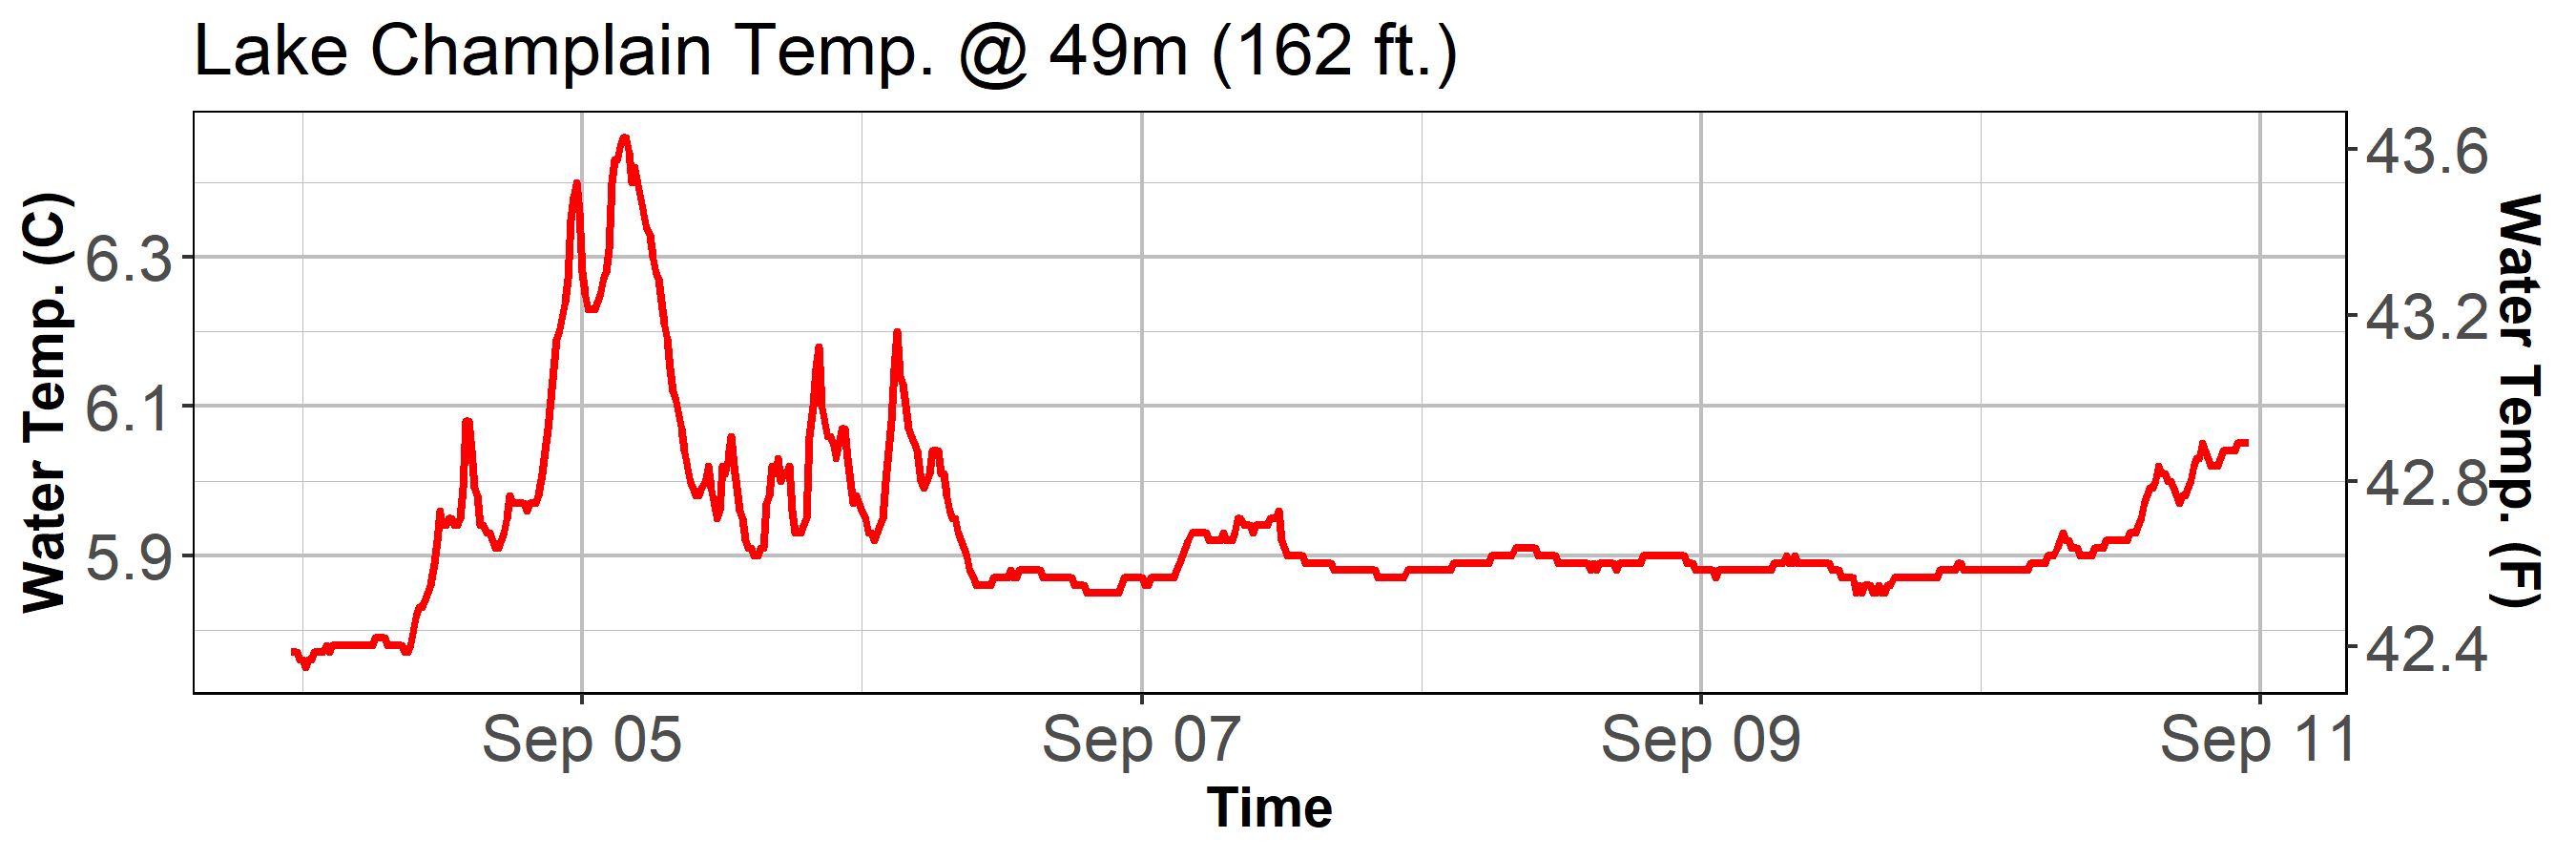 Lake Champlain Temp. @ 49m (162 ft.)
Water Temp. (C)
6.3
6.1
5.9
43.6
43.2
42.8
42.4
Water Temp. (F)
Sep 05 Sep 07 Sep 09 Sep 11
Time